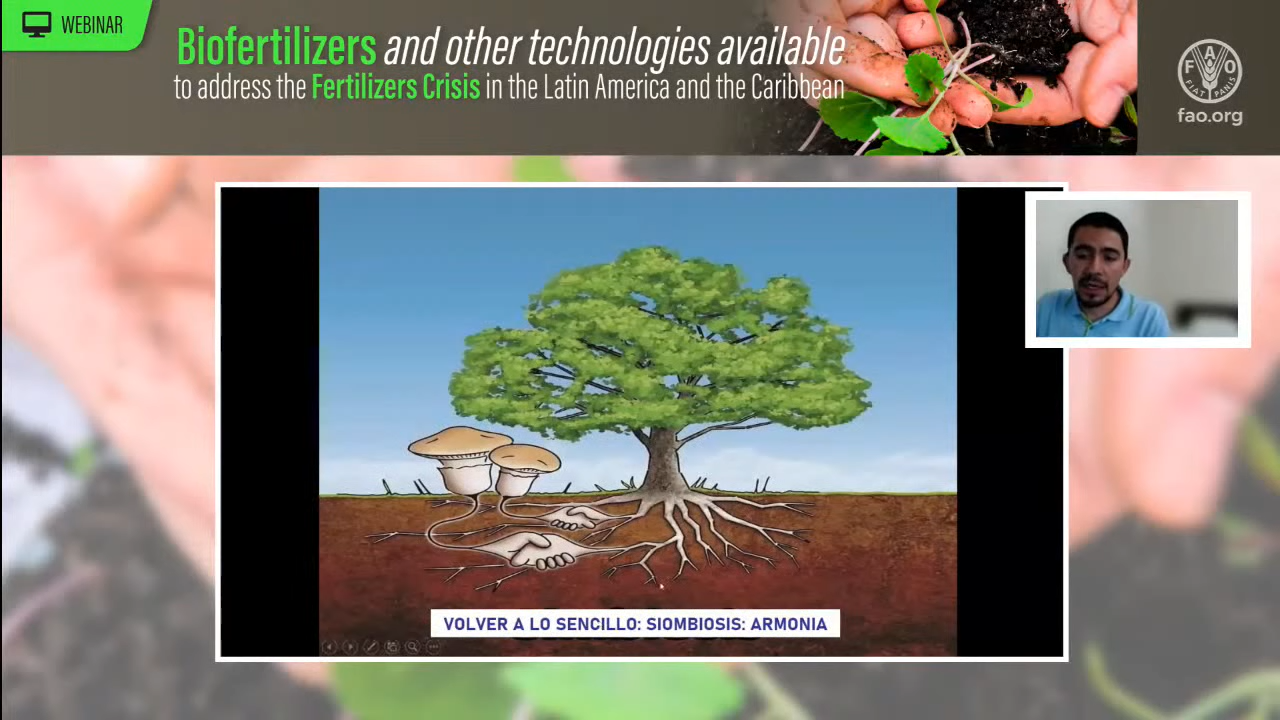 WEBINAR
Biofertilizers and other technologies available
to address the Fertilizers Crisis in the Latin America and the Caribbean
F A O
FIAT PANIS
fao.org
VOLVER A LO SENCILLO: SIOMBIOSIS: ARMONIA